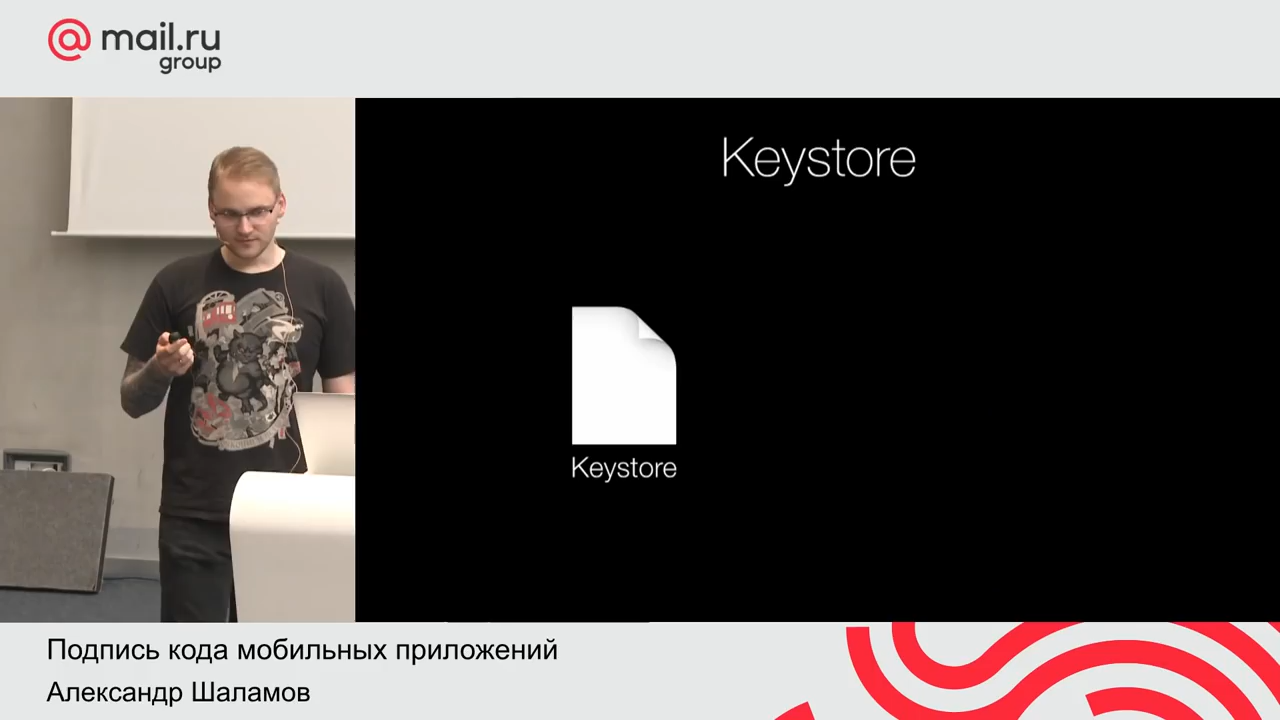 mail.ru
group
Keystore
Keystore
Подпись кода мобильных приложений
Александр Шаламов